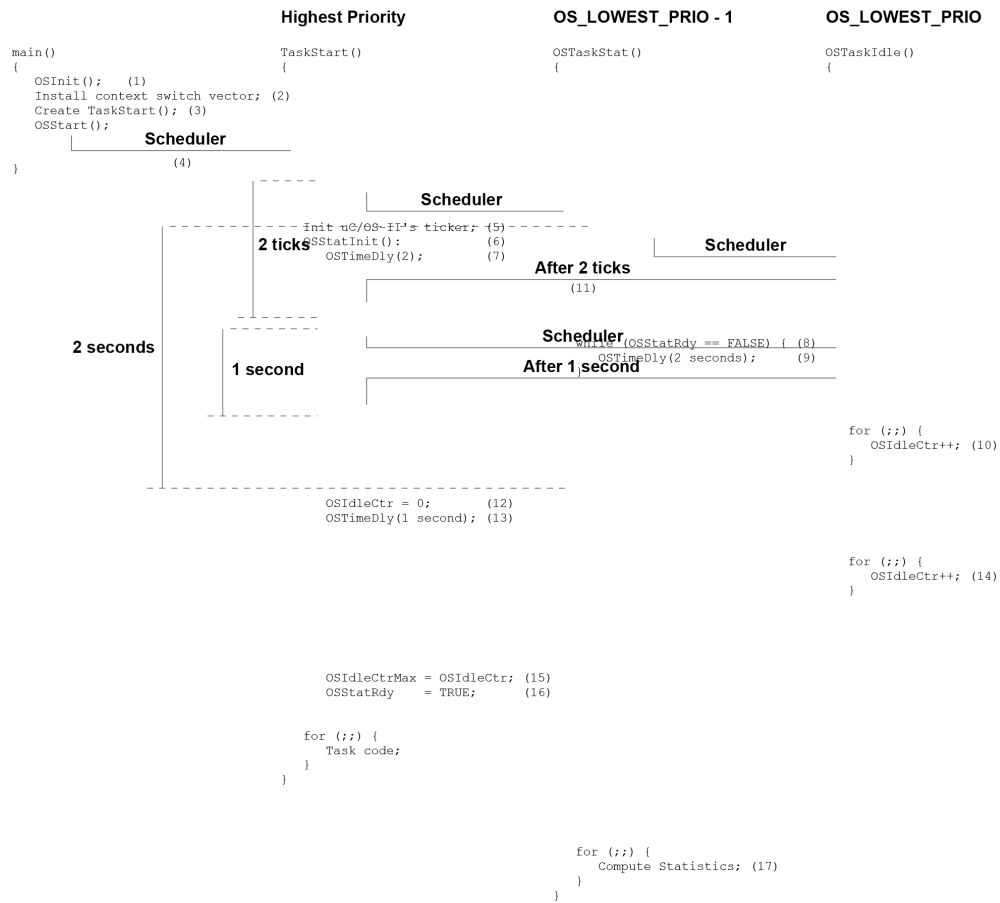 Highest Priority OS_LOWEST_PRIO - 1 OS_LOWEST_PRIO
main() TaskStart() OSTaskStat() OSTaskIdle()
{ { { {
OSInit(); (1)
Install context switch vector; (2)
Create TaskStart(); (3)
OSStart();
Scheduler
(4)
}
Scheduler
Init uC/OS-II's ticker; (5)
OSStatInit(): (6)
2 ticks
Scheduler
OSTimeDly(2); (7)
After 2 ticks
(11)
Scheduler
while (OSStatRdy == FALSE) { (8)
2 seconds
OSTimeDly(2 seconds); (9)
1 second
After 1 second
}
for (;;) {
OSIdleCtr++; (10)
}
OSIdleCtr = 0; (12)
OSTimeDly(1 second); (13)
for (;;) {
OSIdleCtr++; (14)
}
OSIdleCtrMax = OSIdleCtr; (15)
OSStatRdy = TRUE; (16)
for (;;) {
Task code;
}
}
for (;;) {
Compute Statistics; (17)
}
}